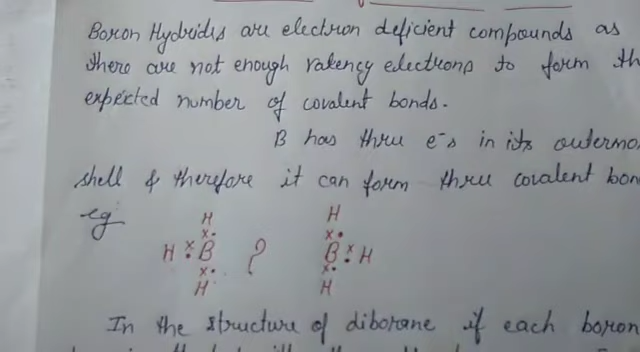 Boron Hydrides are electron deficient compounds as
there are not enough valency electrons to form th
expected number of covalent bonds.
B has three e-s in its outermo
shell & therefore it can form three covalent bon
eg:
H H
H B ? B H
H H
In the structure of diborane if each boron